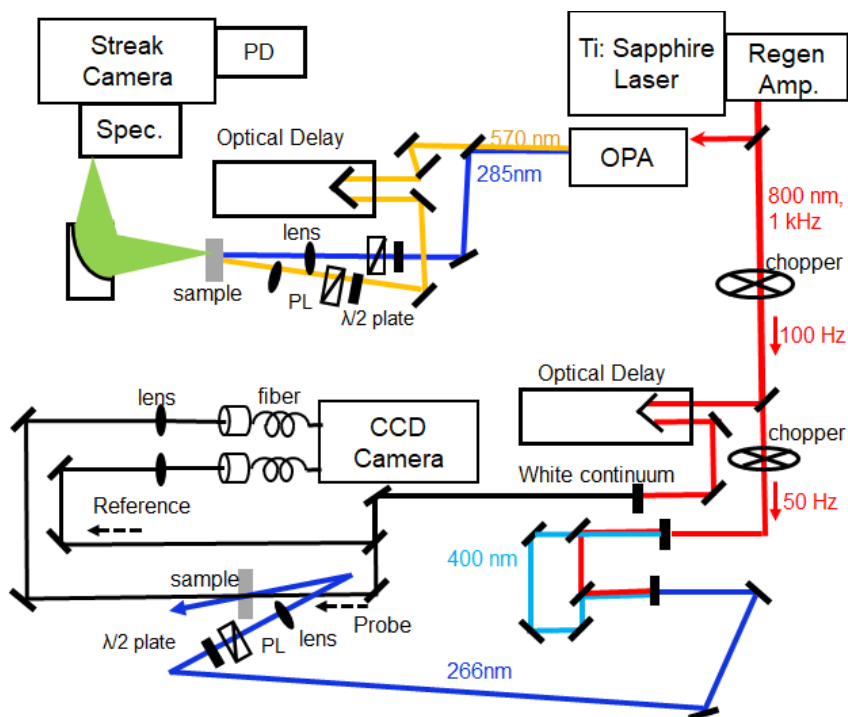 Streak
Camera
PD
Spec.
Ti: Sapphire
Laser
Regen
Amp.
Optical Delay
570 nm
285nm
OPA
800 nm,
1 kHz
lens
sample
PL
λ/2 plate
chopper
100 Hz
Optical Delay
chopper
50 Hz
lens
fiber
CCD
Camera
White continuum
Reference
400 nm
sample
Probe
λ/2 plate
PL
lens
266nm